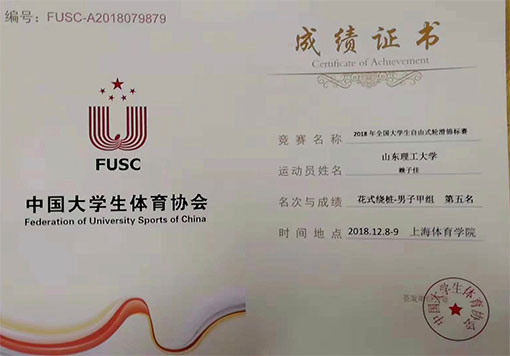 编号：FUSC-A2018079879
FUSC
中国大学生体育协会
Federation of University Sports of China
成绩证书
Certificate of Achievement
竞赛名称 2018年全国大学生自由式轮滑锦标赛
山东理工大学
运动员姓名 赖子佳
名次与成绩 花式绕桩-男子甲组 第五名
时间地点 2018.12.8-9 上海体育学院
中国大学生体育协会